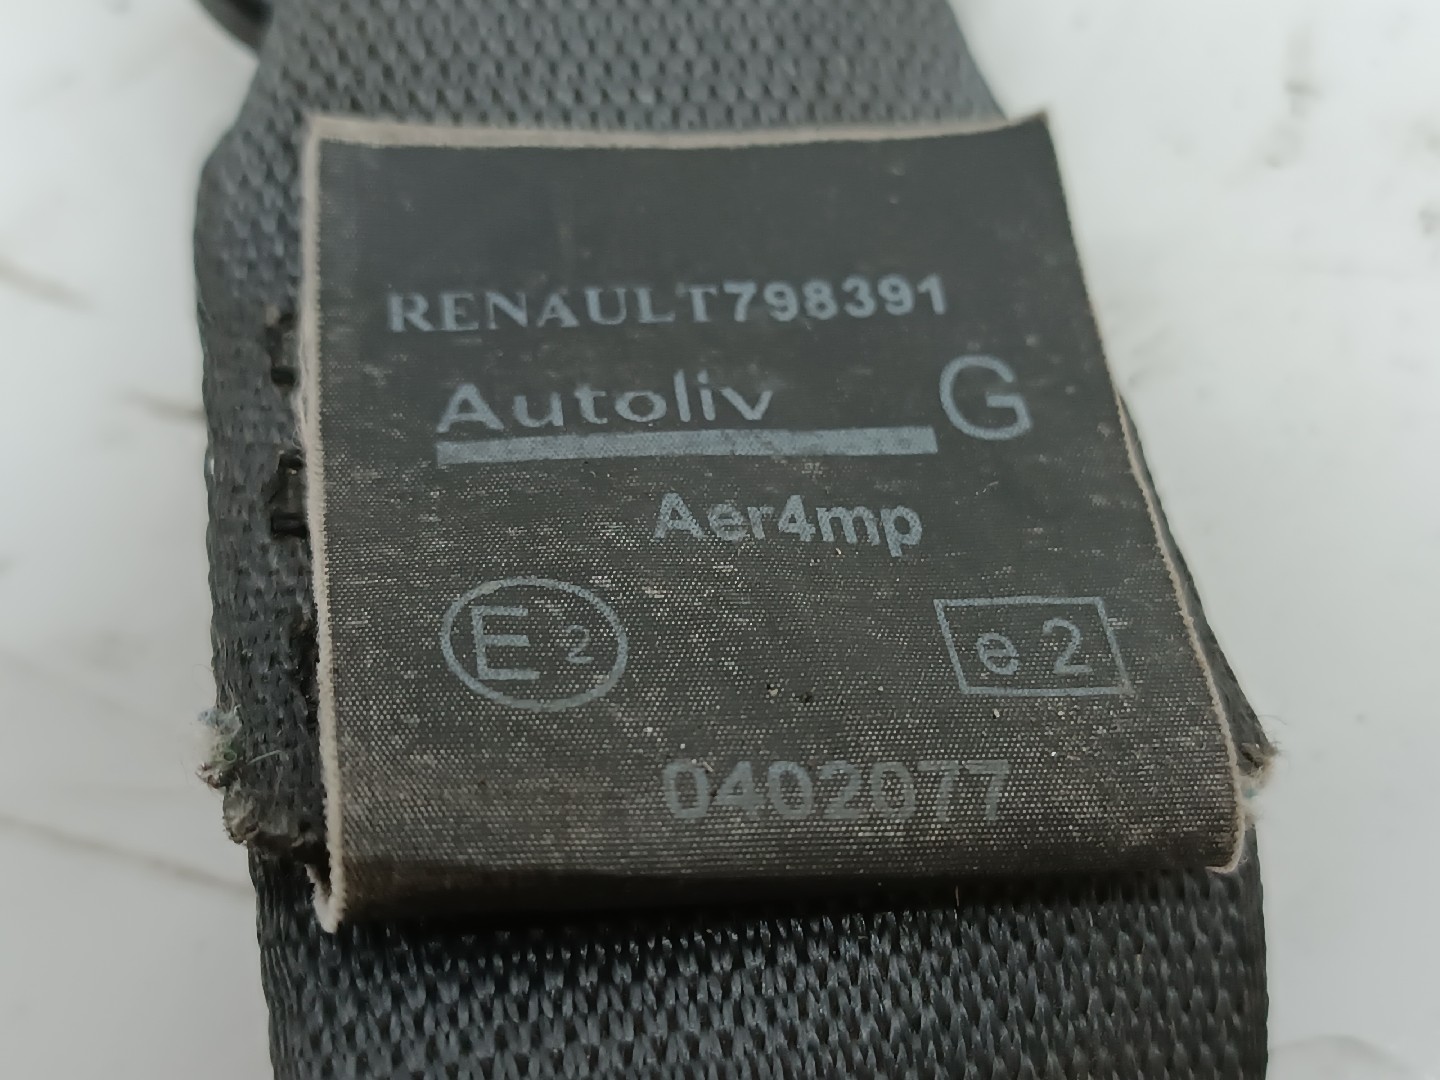 RENAULT798391
Autoliv G
Aer4mp
E2 e2
0402077